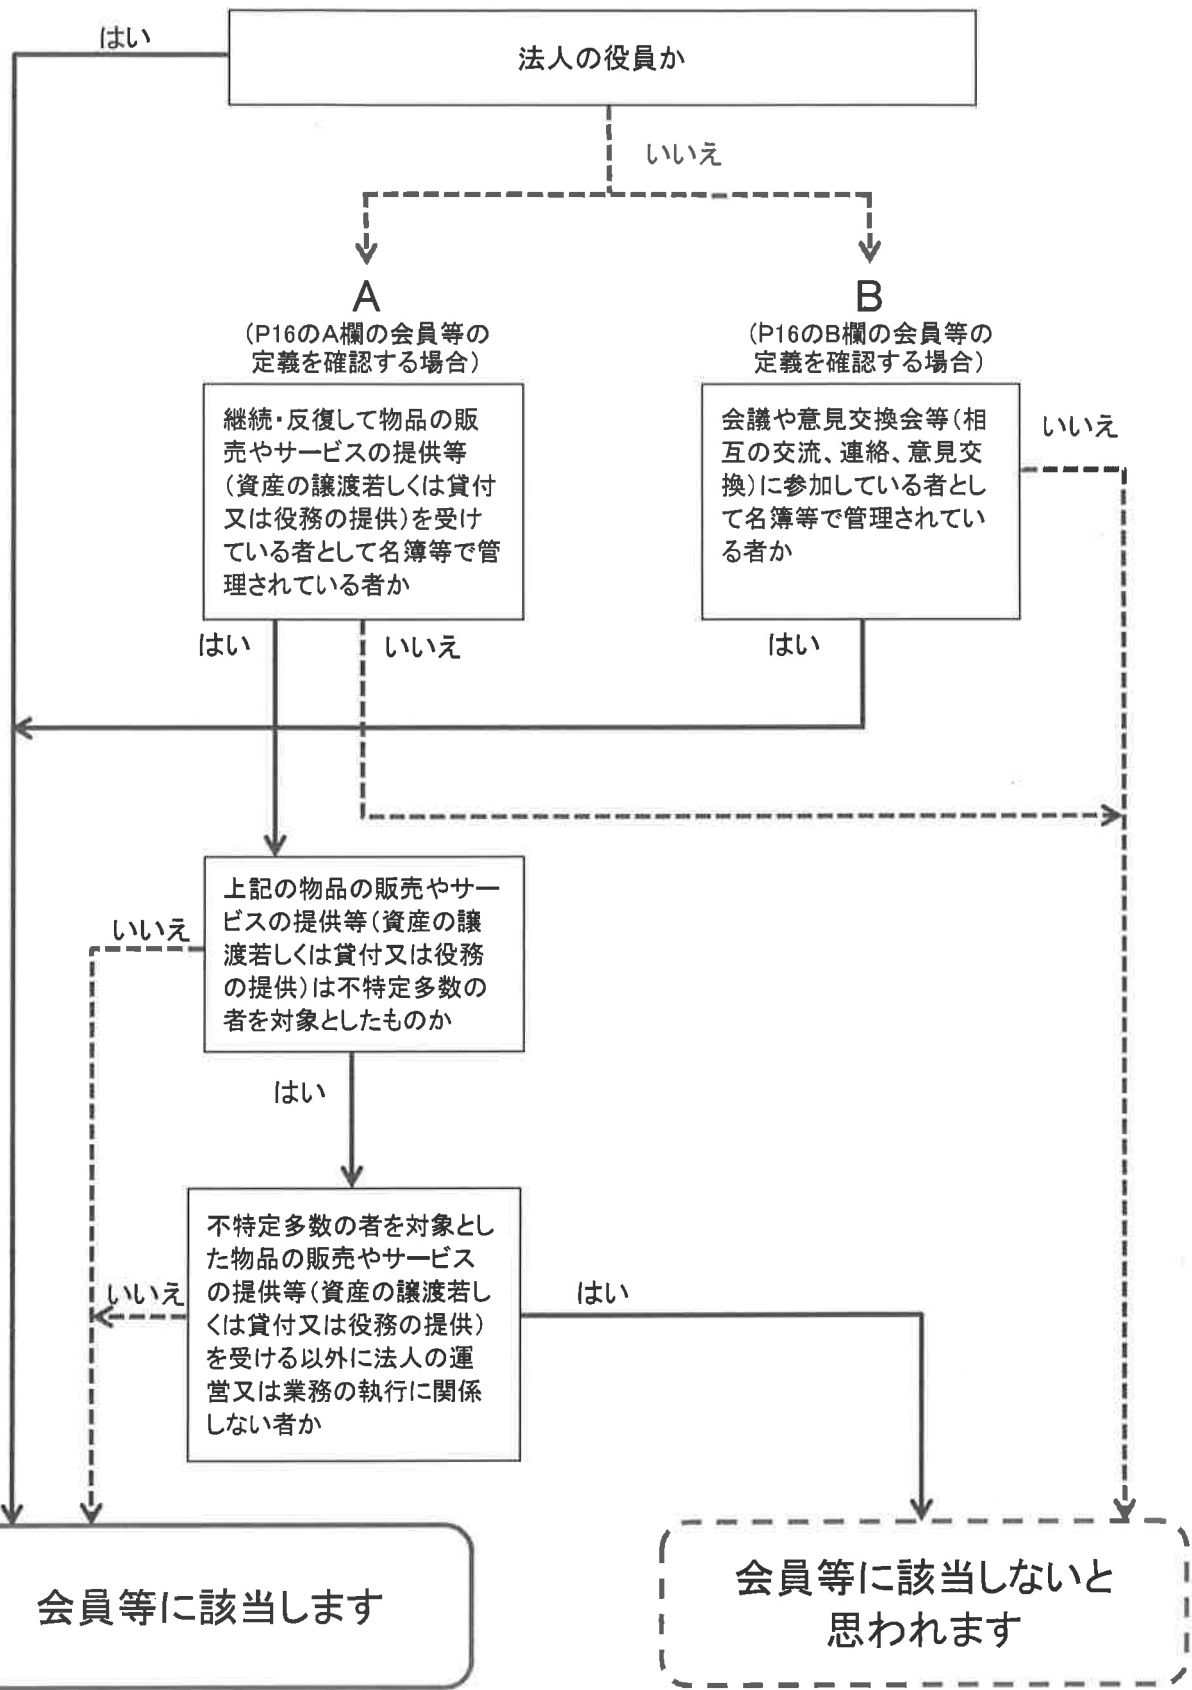 はい
法人の役員か
いいえ
A
(P16のA欄の会員等の
定義を確認する場合)
B
(P16のB欄の会員等の
定義を確認する場合)
継続・反復して物品の販
売やサービスの提供等
(資産の譲渡若しくは貸付
又は役務の提供)を受け
ている者として名簿等で管
理されている者か
会議や意見交換会等(相
互の交流、連絡、意見交
換)に参加している者とし
て名簿等で管理されてい
る者か
いいえ
はい
いいえ
はい
上記の物品の販売やサー
ビスの提供等(資産の譲
渡若しくは貸付又は役務
の提供)は不特定多数の
者を対象としたものか
いいえ
はい
不特定多数の者を対象とし
た物品の販売やサービス
の提供等(資産の譲渡若し
くは貸付又は役務の提供)
を受ける以外に法人の運
営又は業務の執行に関係
しない者か
いいえ
はい
会員等に該当します
会員等に該当しないと
思われます